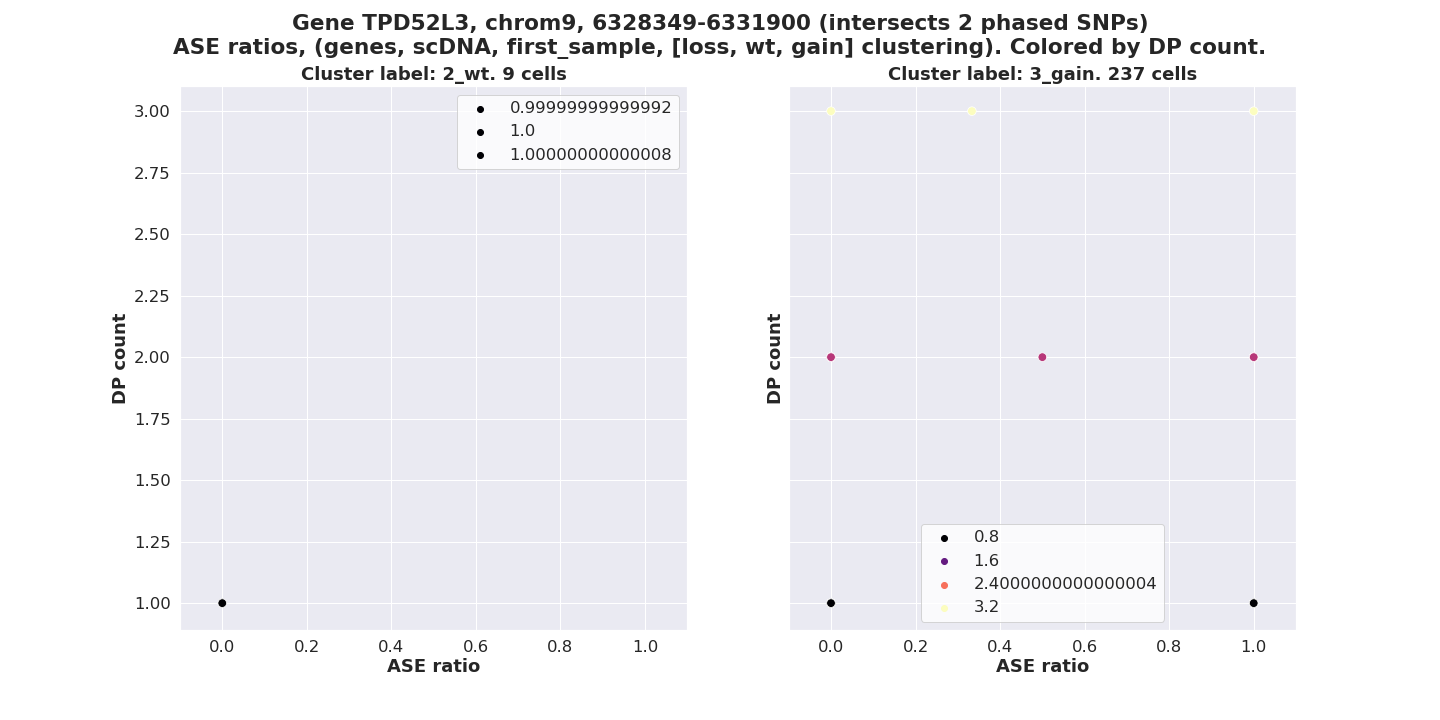 Gene TPD52L3, chrom9, 6328349-6331900 (intersects 2 phased SNPs)
ASE ratios, (genes, scDNA, first_sample, [loss, wt, gain] clustering). Colored by DP count.
Cluster label: 2_wt. 9 cells
3.00
2.75
2.50
2.25
2.00
1.75
1.50
1.25
1.00
DP count
0.99999999999992
1.0
1.00000000000008
0.0 0.2 0.4 0.6 0.8 1.0
ASE ratio
Cluster label: 3_gain. 237 cells
DP count
0.8
1.6
2.4000000000000004
3.2
0.0 0.2 0.4 0.6 0.8 1.0
ASE ratio